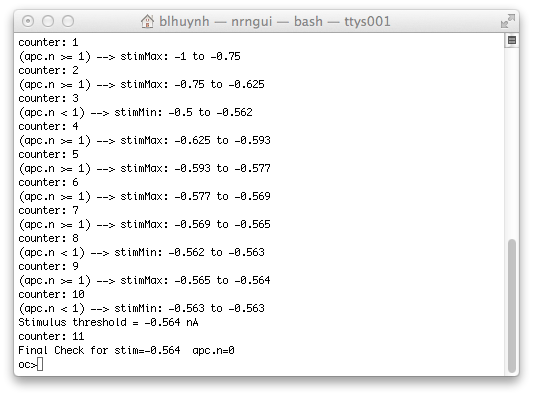 blhuynh — nrngui — bash — ttys001
counter: 1
(apc.n >= 1) --> stimMax: -1 to -0.75
counter: 2
(apc.n >= 1) --> stimMax: -0.75 to -0.625
counter: 3
(apc.n < 1) --> stimMin: -0.5 to -0.562
counter: 4
(apc.n >= 1) --> stimMax: -0.625 to -0.593
counter: 5
(apc.n >= 1) --> stimMax: -0.593 to -0.577
counter: 6
(apc.n >= 1) --> stimMax: -0.577 to -0.569
counter: 7
(apc.n >= 1) --> stimMax: -0.569 to -0.565
counter: 8
(apc.n < 1) --> stimMin: -0.562 to -0.563
counter: 9
(apc.n >= 1) --> stimMax: -0.565 to -0.564
counter: 10
(apc.n < 1) --> stimMin: -0.563 to -0.563
Stimulus threshold = -0.564 nA
counter: 11
Final Check for stim=-0.564  apc.n=0
oc>